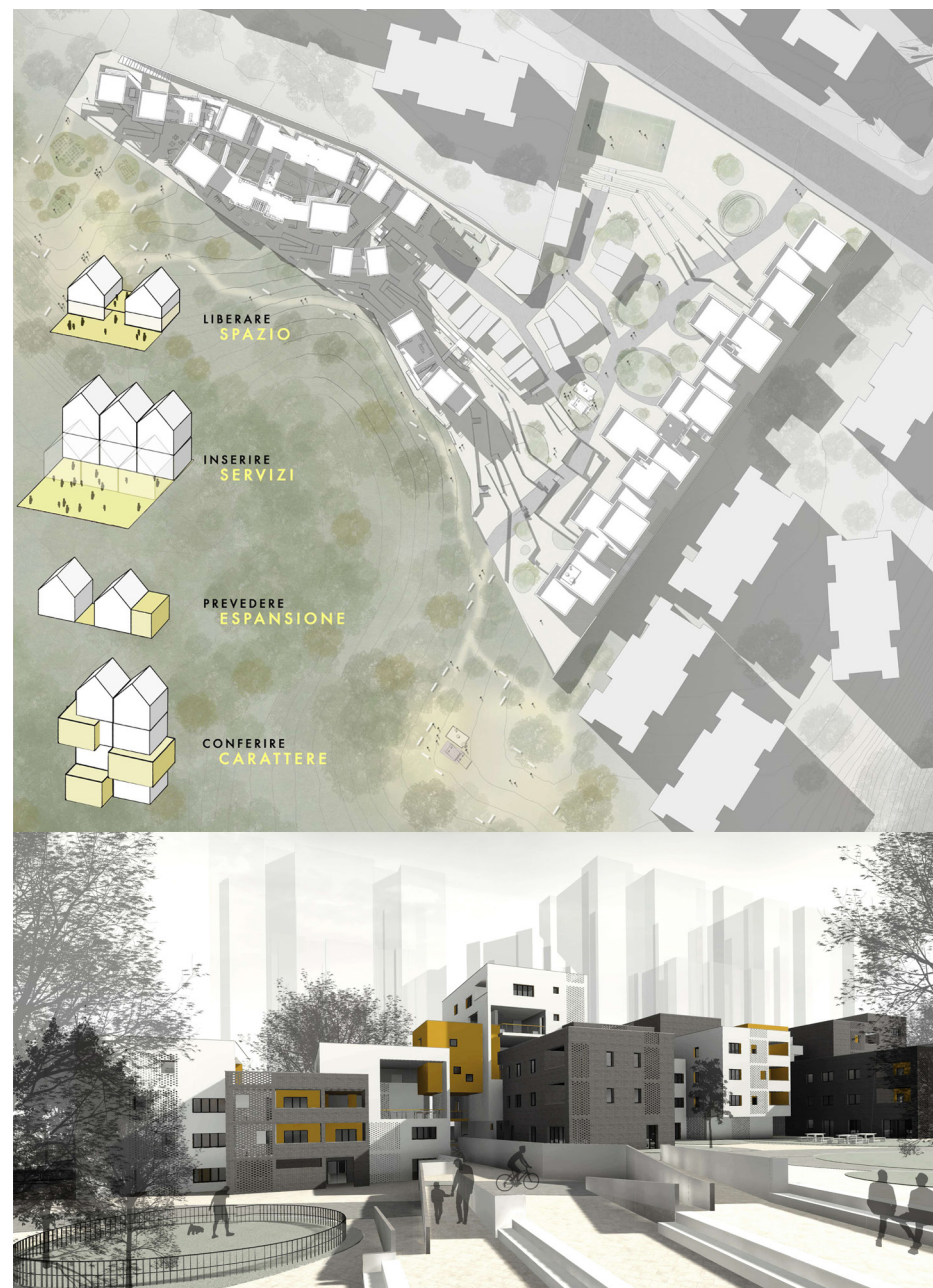 LIBERARE
SPAZIO
INSERIRE
SERVIZI
PREVEDERE
ESPANSIONE
CONFERIRE
CARATTERE